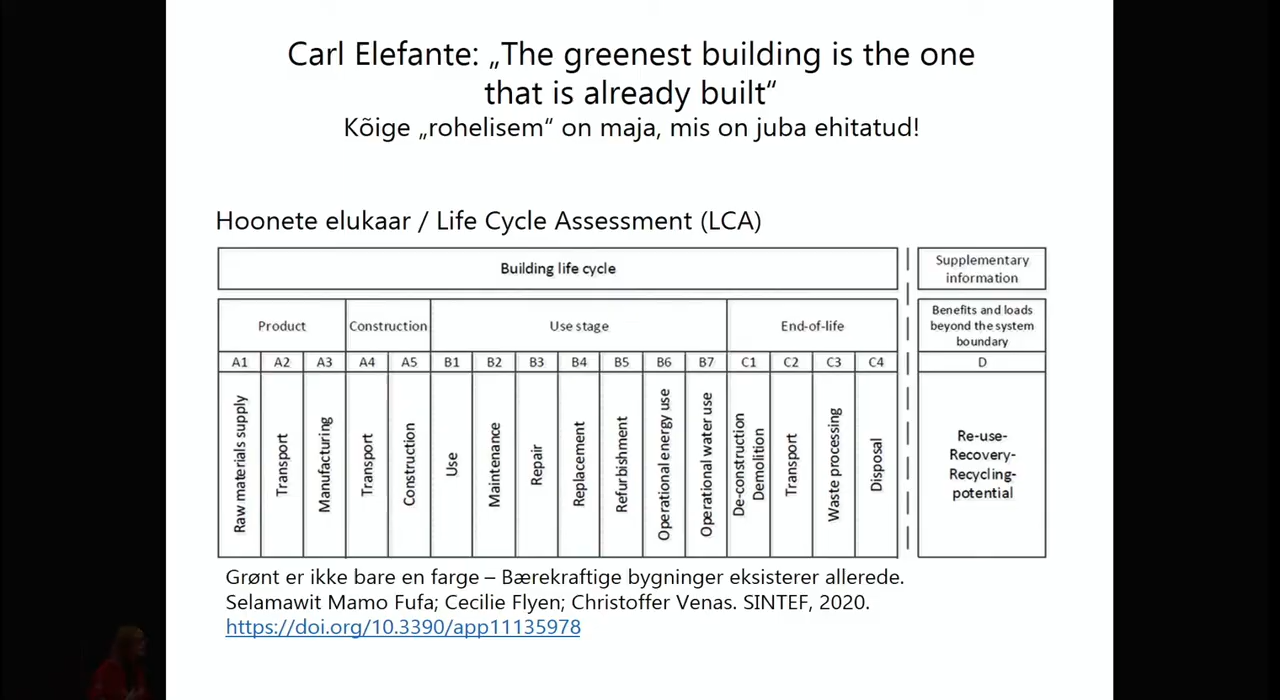 Carl Elefante: „The greenest building is the one
that is already built“
Kõige „rohelisem“ on maja, mis on juba ehitatud!
Hoonete elukaar / Life Cycle Assessment (LCA)
Building life cycle
Supplementary
information
Product
Construction
Use stage
End-of-life
Benefits and loads
beyond the system
boundary
A1 A2 A3 A4 A5 B1 B2 B3 B4 B5 B6 B7 C1 C2 C3 C4 D
Raw materials supply
Transport
Manufacturing
Transport
Construction
Use
Maintenance
Repair
Replacement
Refurbishment
Operational energy use
Operational water use
De-construction
Demolition
Transport
Waste processing
Disposal
Re-use-
Recovery-
Recycling-
potential
Grønt er ikke bare en farge – Bærekraftige bygninger eksisterer allerede.
Selamawit Mamo Fufa; Cecilie Flyen; Christoffer Venas. SINTEF, 2020.
https://doi.org/10.3390/app11135978